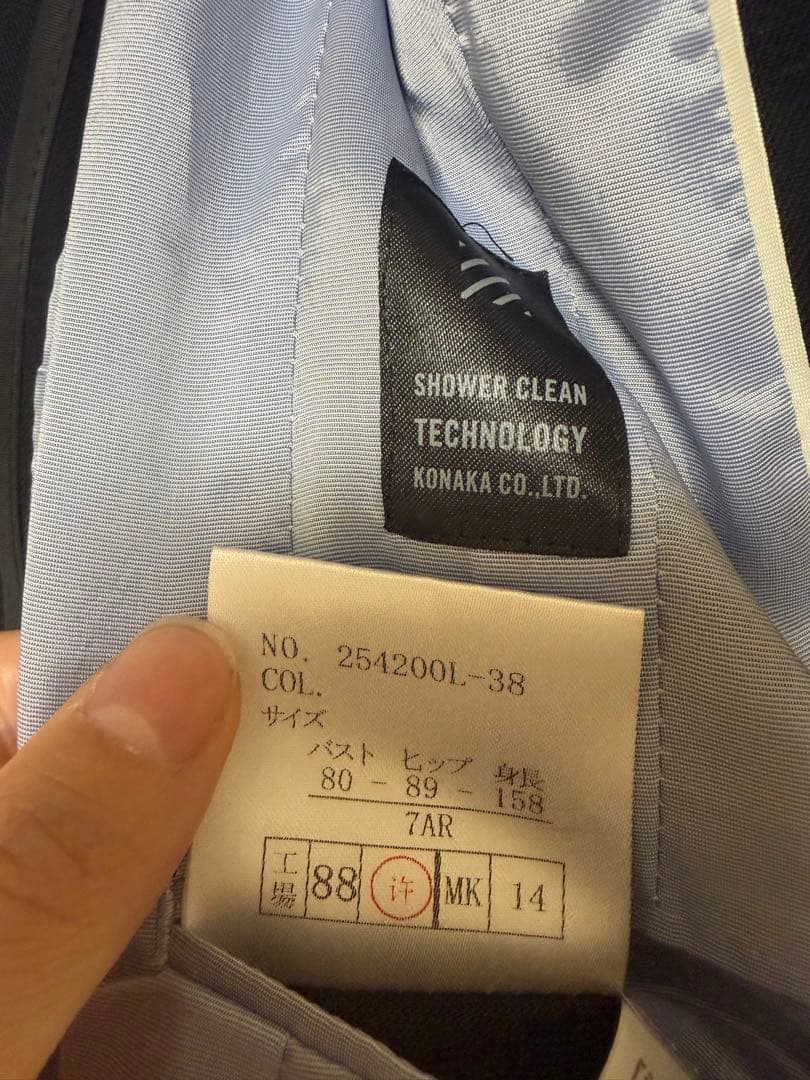 SHOWER CLEAN
TECHNOLOGY
KONAKA CO.,LTD.
NO. 254200L-38
COL.
サイズ
バスト ヒップ 身長
80 - 89 - 158
7AR
工場 88 许 MK 14